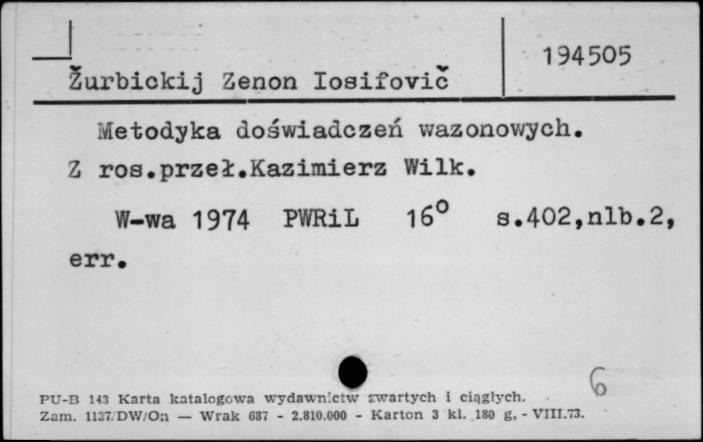 194505
Žurbickij Zenon Iosifovič
Metodyka doświadczeń wazonowych.
Z ros.przeł.Kazimierz Wilk.
W-wa 1974 PWRiL 16° s.402,nlb.2,
err.
6
PU-B 143 Karta katalogowa wydawnictw zwartych i ciągłych.
Zam. 1137/DW/On — Wrak 687 - 2.810.000 - Karton 3 kl. 180 g. - VIII.73.